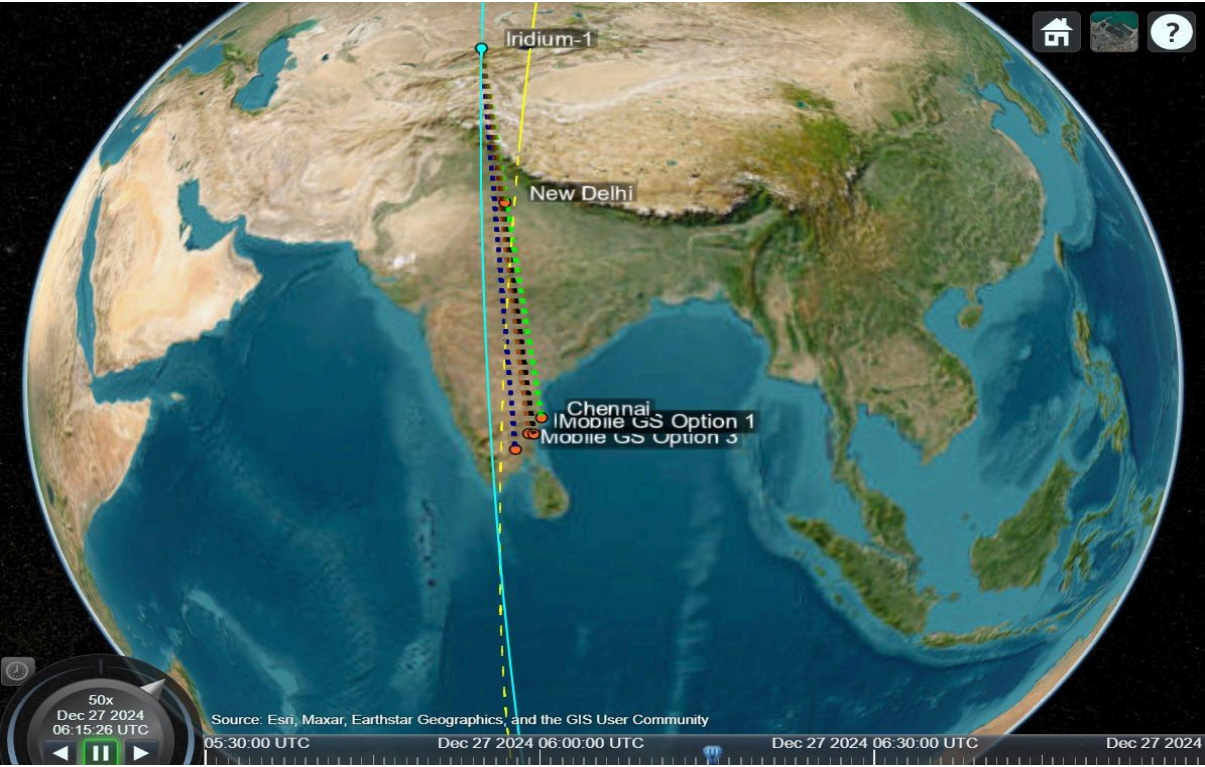 Iridium-1
?
New Delhi
Chennai
Mobile GS Option 1
Mobile GS Option 3
50x
Dec 27 2024
06:15:26 UTC
Source: Esri, Maxar, Earthstar Geographics, and the GIS User Community
05:30:00 UTC
Dec 27 2024 06:00:00 UTC
Dec 27 2024 06:30:00 UTC
Dec 27 2024